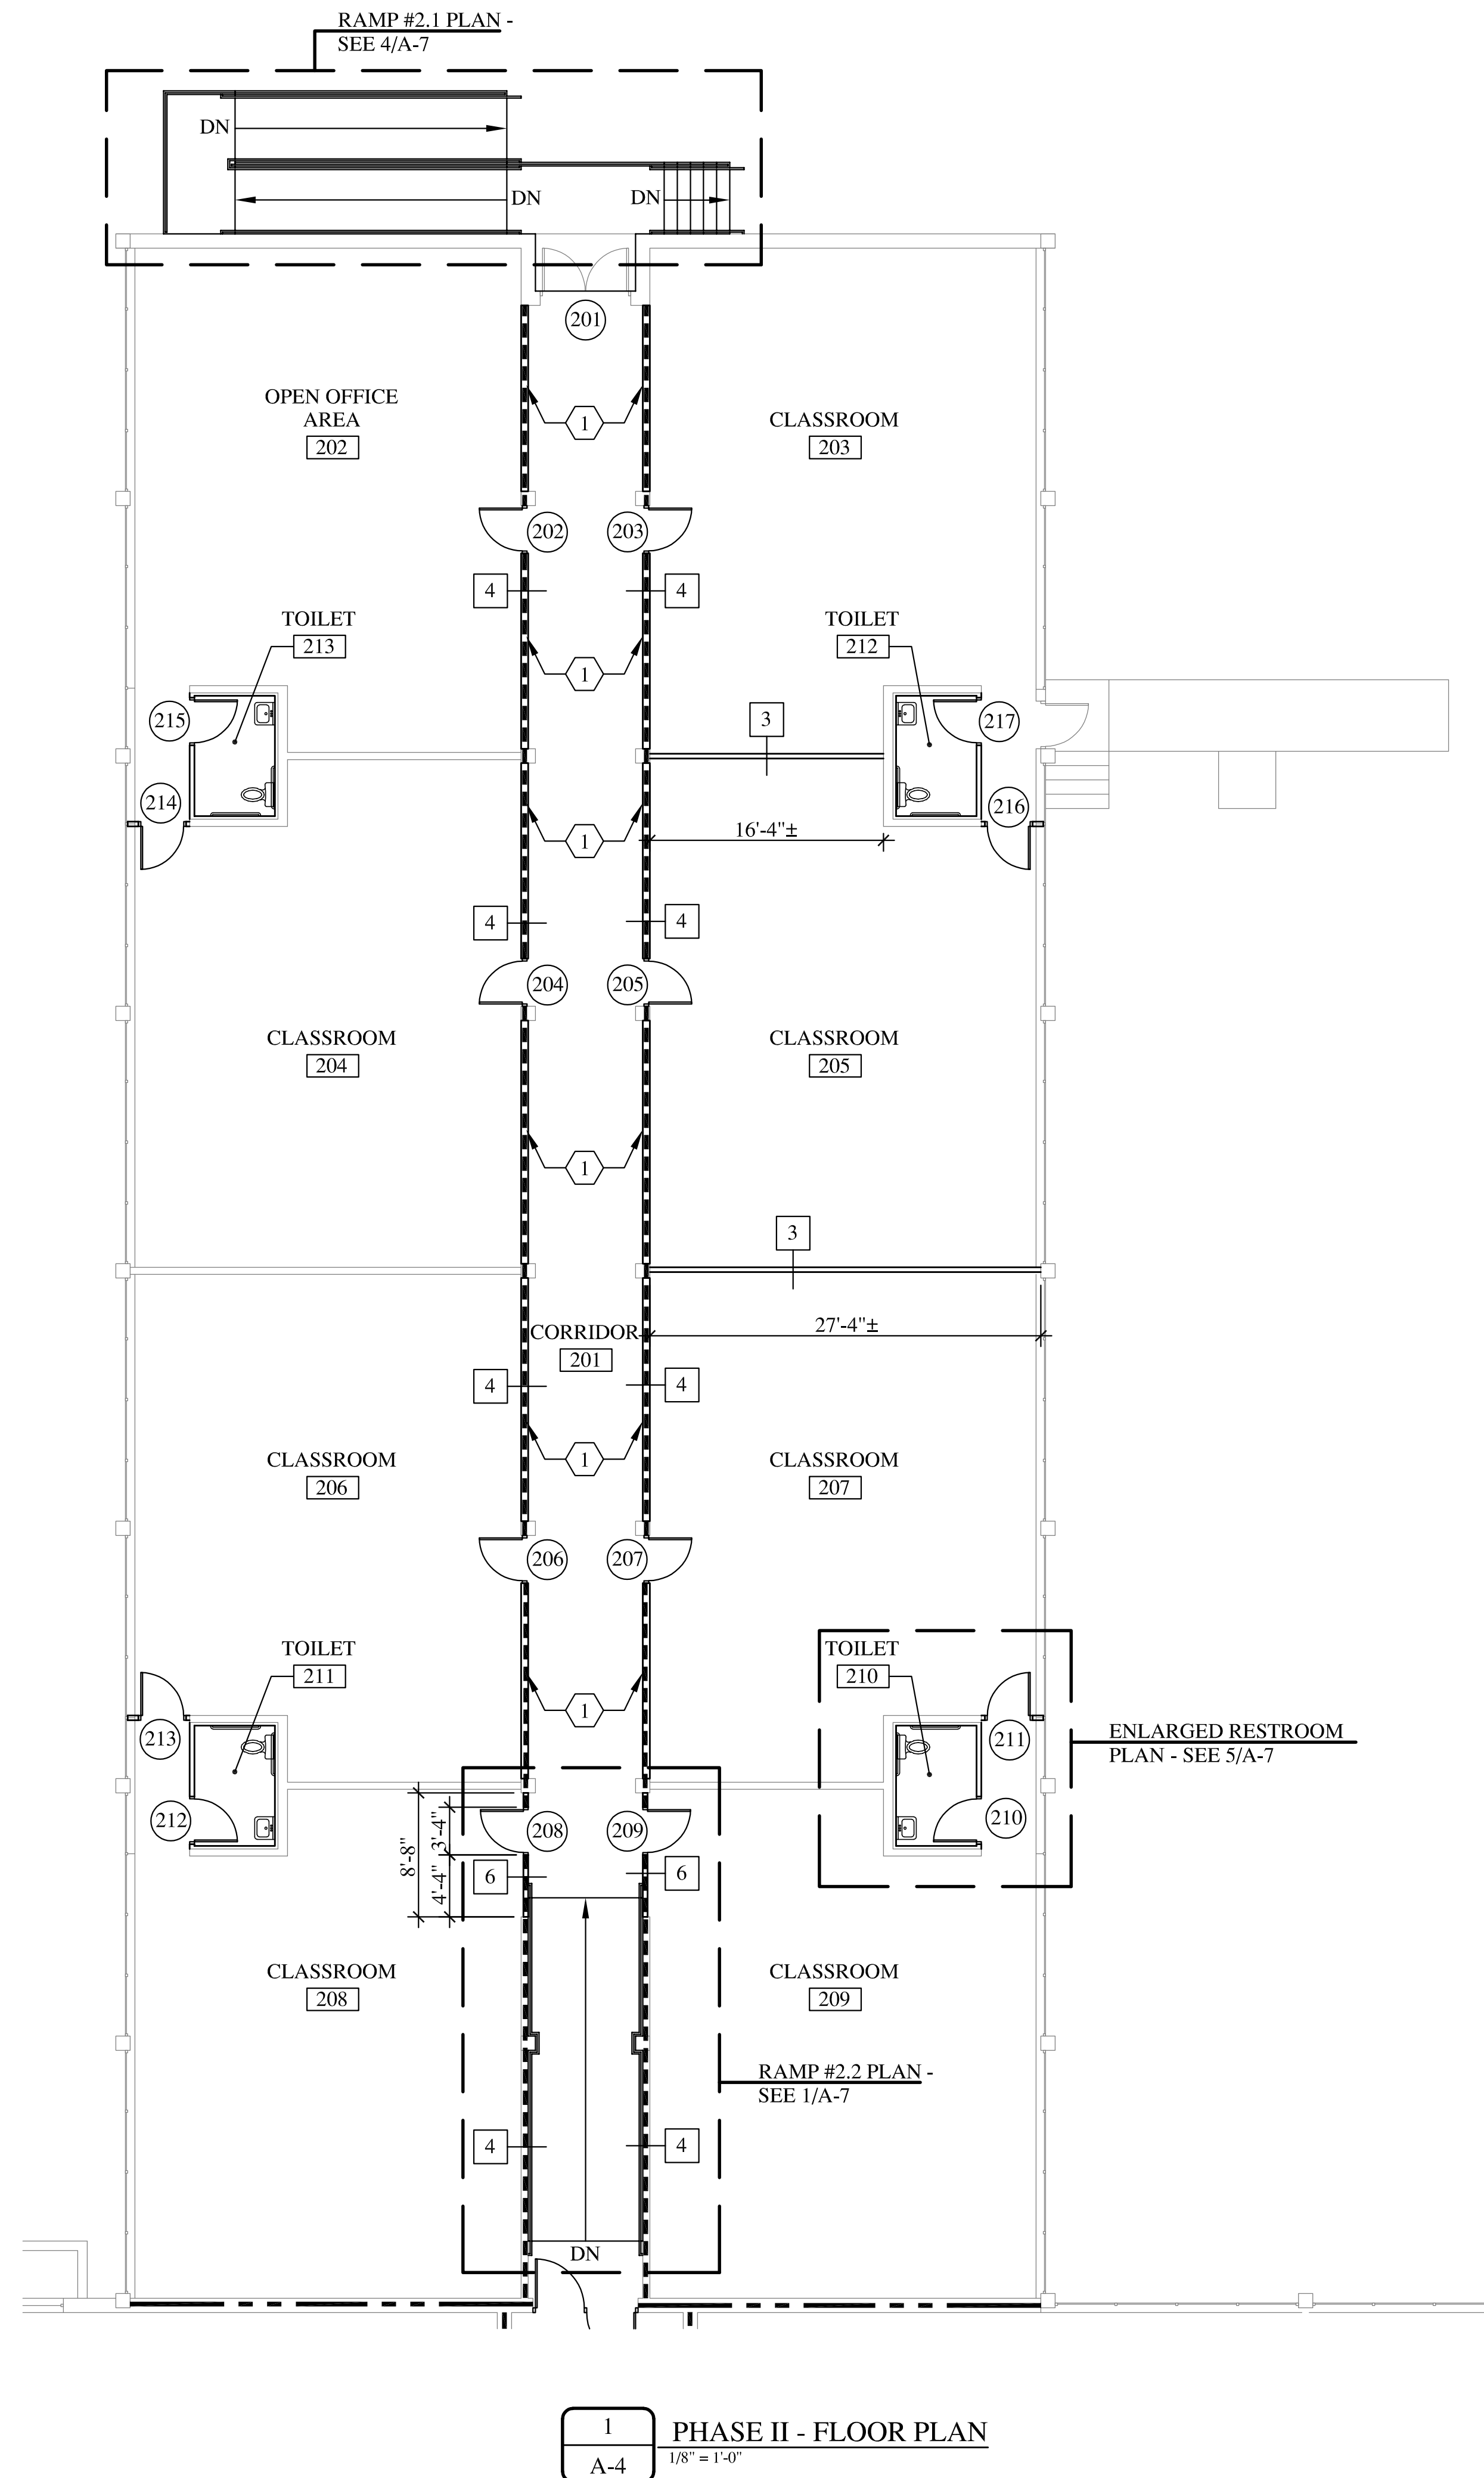 RAMP #2.1 PLAN -
SEE 4/A-7
DN
DN
DN
201
OPEN OFFICE
AREA
202
1
CLASSROOM
203
202
203
4
4
TOILET
213
TOILET
212
1
215
3
217
214
216
1
16'-4"±
4
4
204
205
CLASSROOM
204
CLASSROOM
205
1
3
CORRIDOR
201
27'-4"±
4
4
1
CLASSROOM
206
CLASSROOM
207
206
207
TOILET
211
TOILET
210
1
213
211
ENLARGED RESTROOM
PLAN - SEE 5/A-7
212
210
8'-8"
3'-4"
4'-4"
208
209
6
6
CLASSROOM
208
CLASSROOM
209
RAMP #2.2 PLAN -
SEE 1/A-7
4
4
DN
1
A-4
PHASE II - FLOOR PLAN
1/8" = 1'-0"